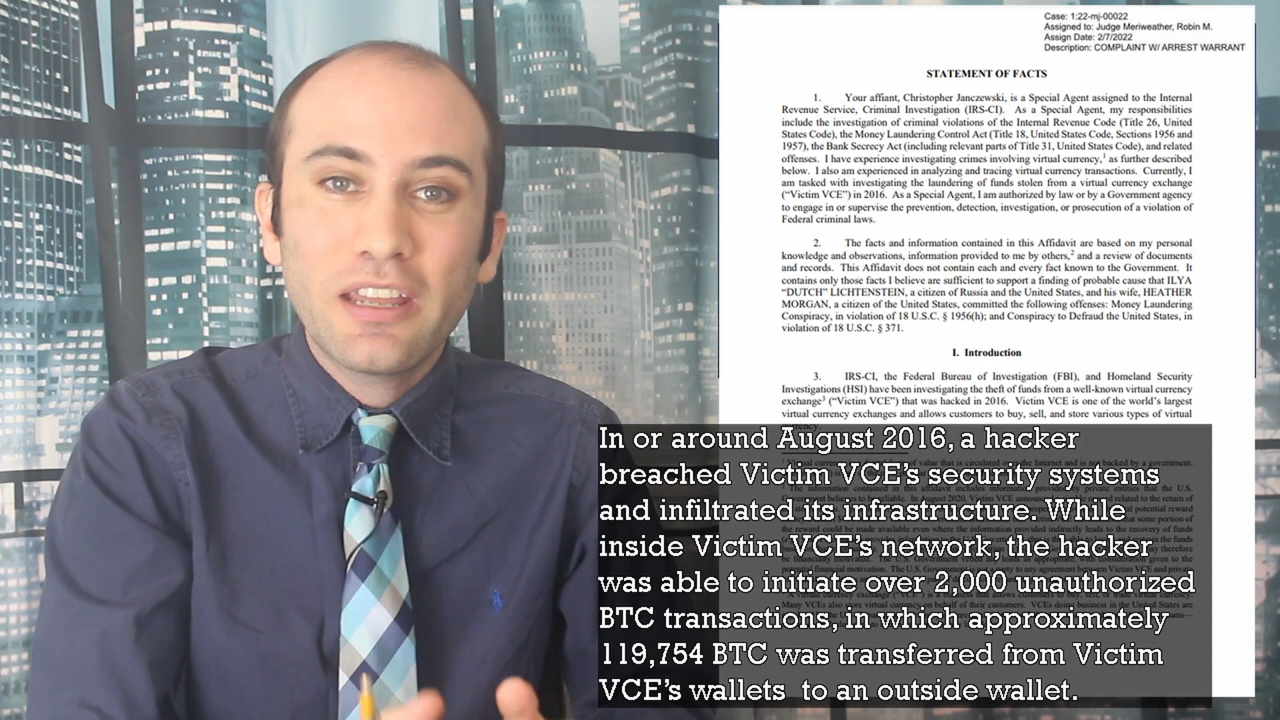 Case: 1:22-mj-00022
Assigned to: Judge Meriweather, Robin M.
Assign Date: 2/7/2022
Description: COMPLAINT W/ ARREST WARRANT
STATEMENT OF FACTS
1. Your affiant, Christopher Janczewski, is a Special Agent assigned to the Internal
Revenue Service, Criminal Investigation (IRS-CI). As a Special Agent, my responsibilities
include the investigation of criminal violations of the Internal Revenue Code (Title 26, United
States Code), the Money Laundering Control Act (Title 18, United States Code, Sections 1956 and
1957), the Bank Secrecy Act (including relevant parts of Title 31, United States Code), and related
offenses. I have experience investigating crimes involving virtual currency,1 as further described
below. I also am experienced in analyzing and tracing virtual currency transactions. Currently, I
am tasked with investigating the laundering of funds stolen from a virtual currency exchange
(“Victim VCE”) in 2016. As a Special Agent, I am authorized by law or by a Government agency
to engage in or supervise the prevention, detection, investigation, or prosecution of a violation of
Federal criminal laws.
2. The facts and information contained in this Affidavit are based on my personal
knowledge and observations, information provided to me by others,2 and a review of documents
and records. This Affidavit does not contain each and every fact known to the Government. It
contains only those facts I believe are sufficient to support a finding of probable cause that ILYA
“DUTCH” LICHTENSTEIN, a citizen of Russia and the United States, and his wife, HEATHER
MORGAN, a citizen of the United States, committed the following offenses: Money Laundering
Conspiracy, in violation of 18 U.S.C. § 1956(h); and Conspiracy to Defraud the United States, in
violation of 18 U.S.C. § 371.
I. Introduction
3. IRS-CI, the Federal Bureau of Investigation (FBI), and Homeland Security
Investigations (HSI) have been investigating the theft of funds from a well-known virtual currency
exchange3 (“Victim VCE”) that was hacked in 2016. Victim VCE is one of the world’s largest
virtual currency exchanges and allows customers to buy, sell, and store various types of virtual
In or around August 2016, a hacker
breached Victim VCE’s security systems
and infiltrated its infrastructure. While
inside Victim VCE’s network, the hacker
was able to initiate over 2,000 unauthorized
BTC transactions, in which approximately
119,754 BTC was transferred from Victim
VCE’s wallets to an outside wallet.